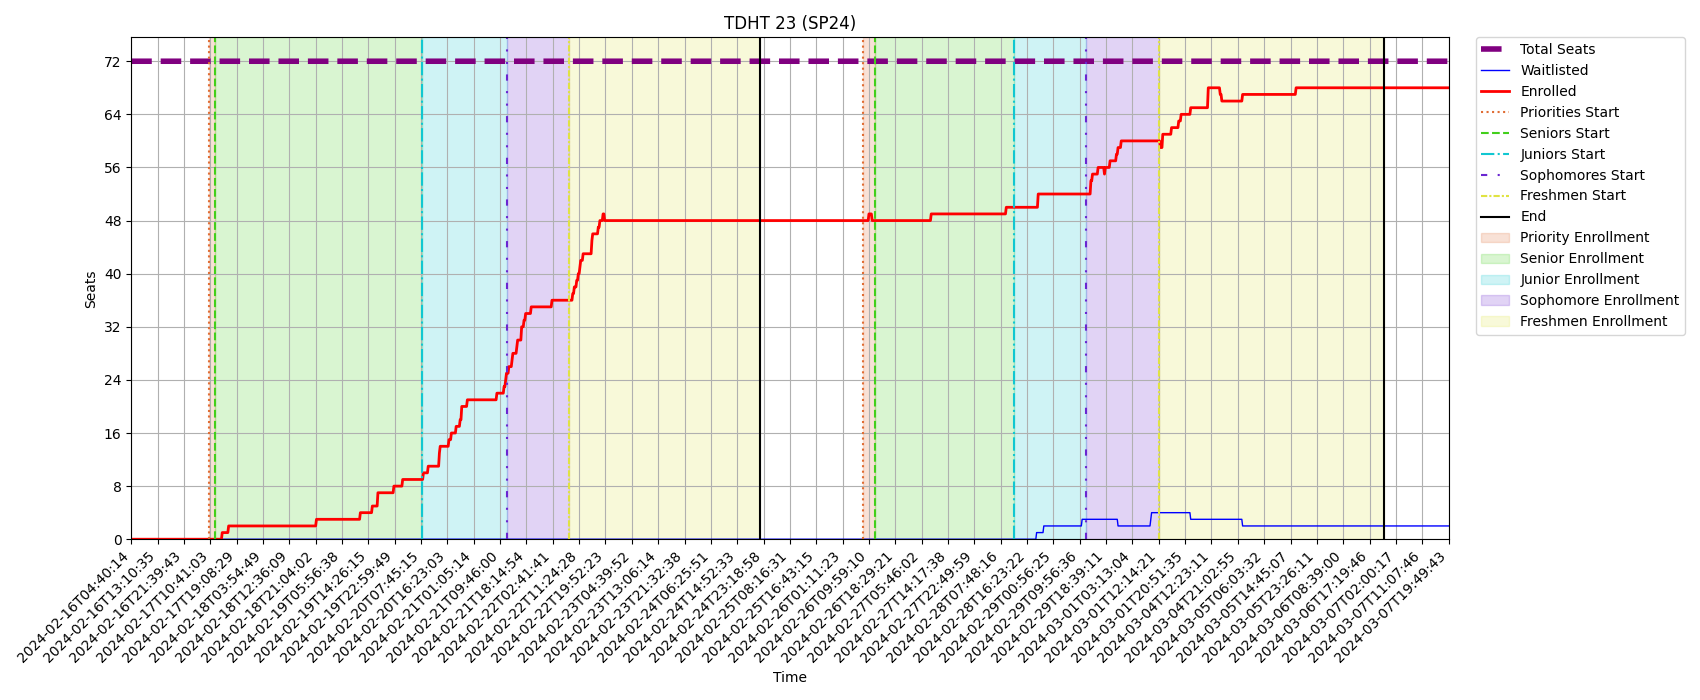 TDHT 23 (SP24)
Seats
72
64
56
48
40
32
24
16
8
0
2024-02-16T04:40:14
2024-02-16T13:10:35
2024-02-16T21:39:43
2024-02-17T10:41:03
2024-02-17T19:08:29
2024-02-18T03:54:49
2024-02-18T12:36:09
2024-02-18T21:04:02
2024-02-19T05:56:38
2024-02-19T14:26:15
2024-02-19T22:59:49
2024-02-20T07:45:15
2024-02-20T16:23:03
2024-02-21T01:05:14
2024-02-21T09:46:00
2024-02-21T18:14:54
2024-02-22T02:41:41
2024-02-22T11:24:28
2024-02-22T19:52:23
2024-02-23T04:39:52
2024-02-23T13:06:14
2024-02-23T21:32:38
2024-02-24T06:25:51
2024-02-24T14:52:33
2024-02-24T23:18:58
2024-02-25T08:16:31
2024-02-25T16:43:15
2024-02-26T01:11:23
2024-02-26T09:59:10
2024-02-26T18:29:21
2024-02-27T05:46:02
2024-02-27T14:17:38
2024-02-27T22:49:59
2024-02-28T07:48:16
2024-02-28T16:23:22
2024-02-29T00:56:25
2024-02-29T09:56:36
2024-02-29T18:39:11
2024-03-01T03:13:04
2024-03-01T12:14:21
2024-03-01T20:51:35
2024-03-04T12:23:11
2024-03-04T21:02:55
2024-03-05T06:03:32
2024-03-05T14:45:07
2024-03-05T23:26:11
2024-03-06T08:39:00
2024-03-06T17:19:46
2024-03-07T02:00:17
2024-03-07T11:07:46
2024-03-07T19:49:43
Time
Total Seats
Waitlisted
Enrolled
Priorities Start
Seniors Start
Juniors Start
Sophomores Start
Freshmen Start
End
Priority Enrollment
Senior Enrollment
Junior Enrollment
Sophomore Enrollment
Freshmen Enrollment